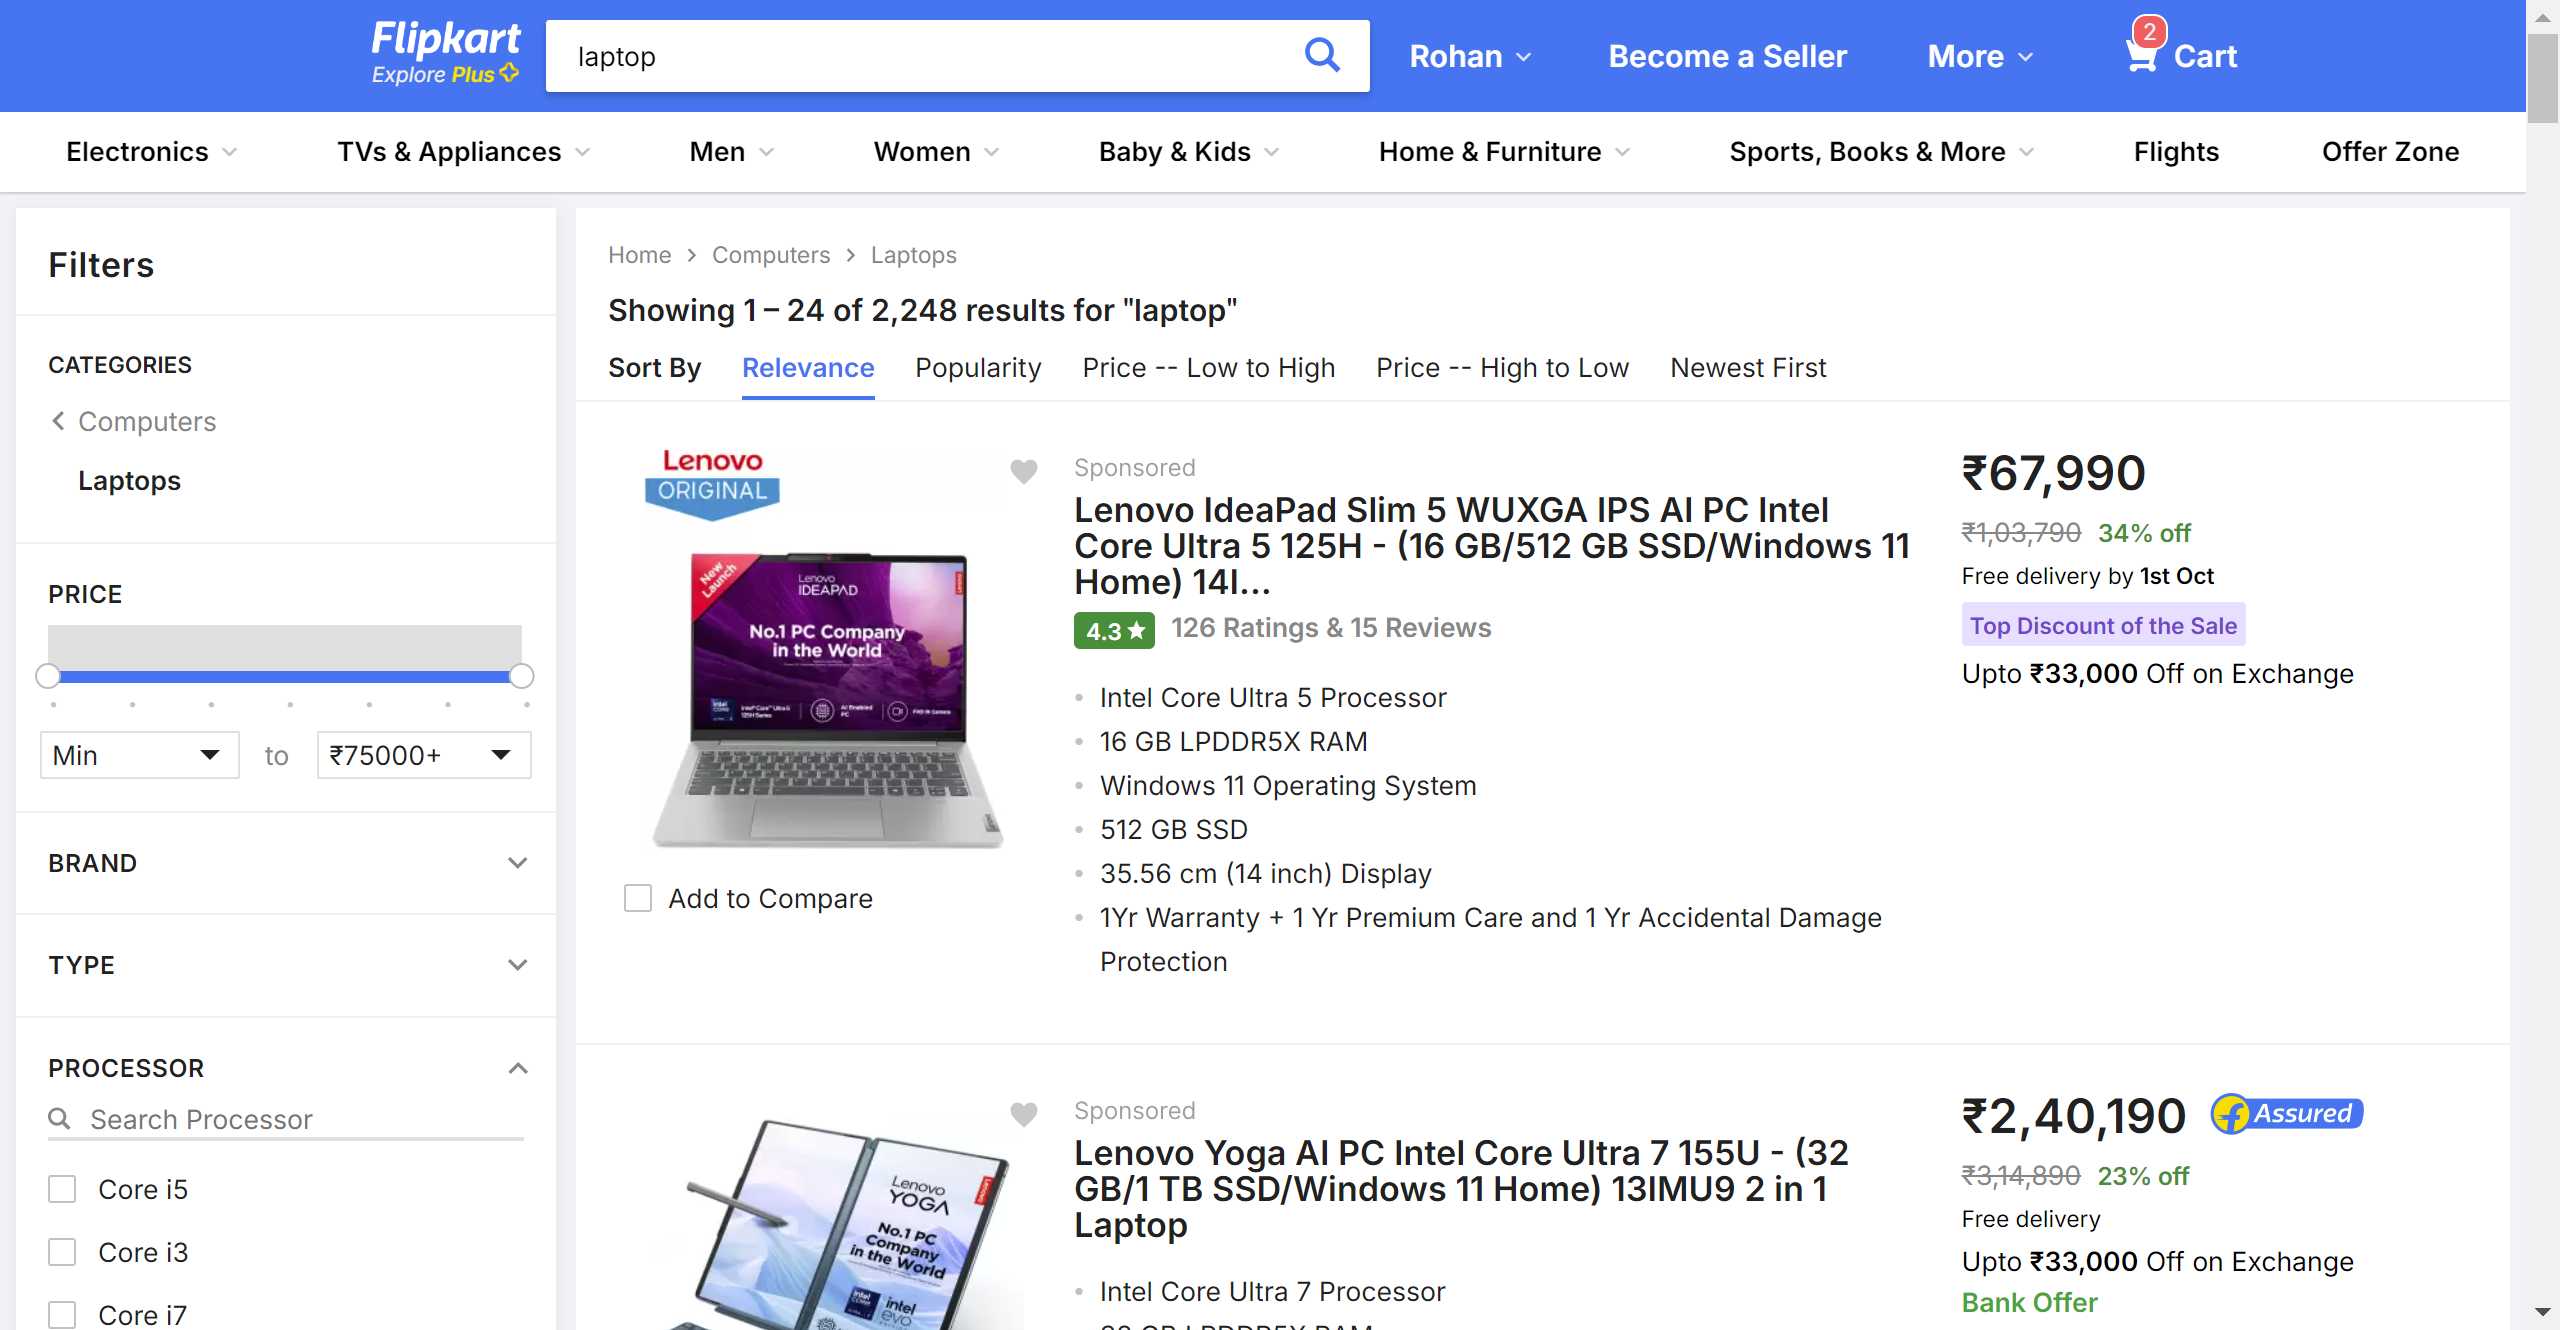 Flipkart
Explore Plus
laptop
Rohan
Become a Seller
More
2
Cart
Electronics
TVs & Appliances
Men
Women
Baby & Kids
Home & Furniture
Sports, Books & More
Flights
Offer Zone
Filters
CATEGORIES
Computers
Laptops
PRICE
Min
to
₹75000+
BRAND
TYPE
PROCESSOR
Search Processor
Core i5
Core i3
Core i7
Home
Computers
Laptops
Showing 1 – 24 of 2,248 results for "laptop"
Sort By
Relevance
Popularity
Price -- Low to High
Price -- High to Low
Newest First
Lenovo
ORIGINAL
New
Launch
Lenovo
IDEAPAD
No.1 PC Company
in the World
Add to Compare
Sponsored
Lenovo IdeaPad Slim 5 WUXGA IPS AI PC Intel
Core Ultra 5 125H - (16 GB/512 GB SSD/Windows 11
Home) 14I...
4.3
126 Ratings & 15 Reviews
Intel Core Ultra 5 Processor
16 GB LPDDR5X RAM
Windows 11 Operating System
512 GB SSD
35.56 cm (14 inch) Display
1Yr Warranty + 1 Yr Premium Care and 1 Yr Accidental Damage
Protection
₹67,990
₹1,03,790 34% off
Free delivery by 1st Oct
Top Discount of the Sale
Upto ₹33,000 Off on Exchange
Lenovo
YOGA
No.1 PC
Company
in the World
intel
evo
Sponsored
Lenovo Yoga AI PC Intel Core Ultra 7 155U - (32
GB/1 TB SSD/Windows 11 Home) 13IMU9 2 in 1
Laptop
Intel Core Ultra 7 Processor
₹2,40,190
Assured
₹3,14,890 23% off
Free delivery
Upto ₹33,000 Off on Exchange
Bank Offer